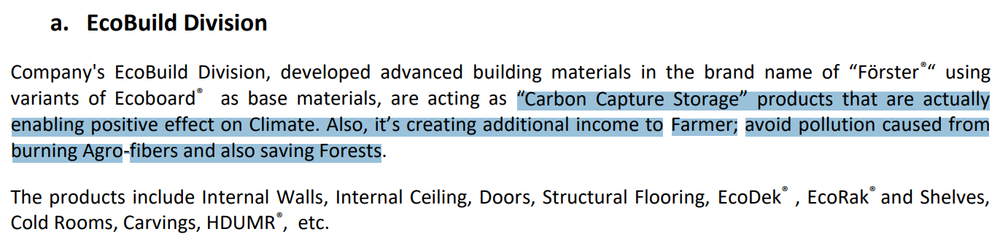 a. EcoBuild Division
Company's EcoBuild Division, developed advanced building materials in the brand name of “Förster®“ using
variants of Ecoboard® as base materials, are acting as “Carbon Capture Storage” products that are actually
enabling positive effect on Climate. Also, it’s creating additional income to Farmer; avoid pollution caused from
burning Agro-fibers and also saving Forests.
The products include Internal Walls, Internal Ceiling, Doors, Structural Flooring, EcoDek® , EcoRak® and Shelves,
Cold Rooms, Carvings, HDUMR®, etc.